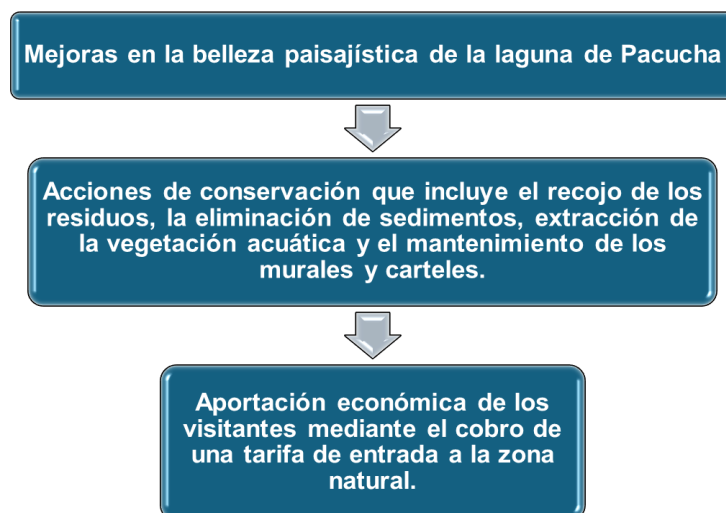 Mejoras en la belleza paisajística de la laguna de Pacucha
Acciones de conservación que incluye el recojo de los
residuos, la eliminación de sedimentos, extracción de
la vegetación acuática y el mantenimiento de los
murales y carteles.
Aportación económica de los
visitantes mediante el cobro de
una tarifa de entrada a la zona
natural.